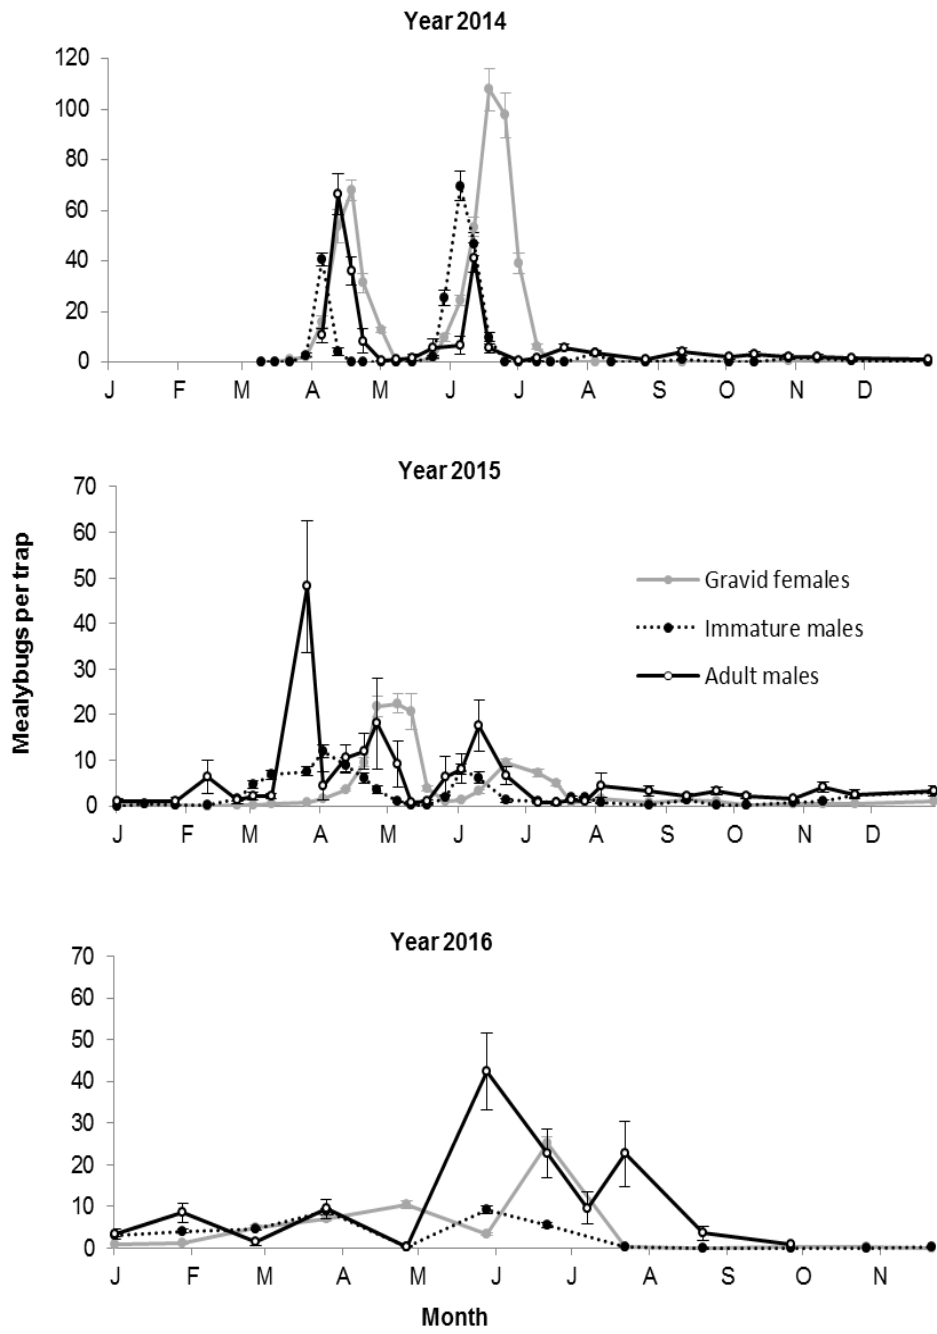 Year 2014
120
100
80
60
40
20
0
J F M A M J J A S O N D
Year 2015
70
60
50
40
30
20
10
0
J F M A M J J A S O N D
Mealybugs per trap
Gravid females
Immature males
Adult males
Year 2016
70
60
50
40
30
20
10
0
J F M A M J J A S O N
Month